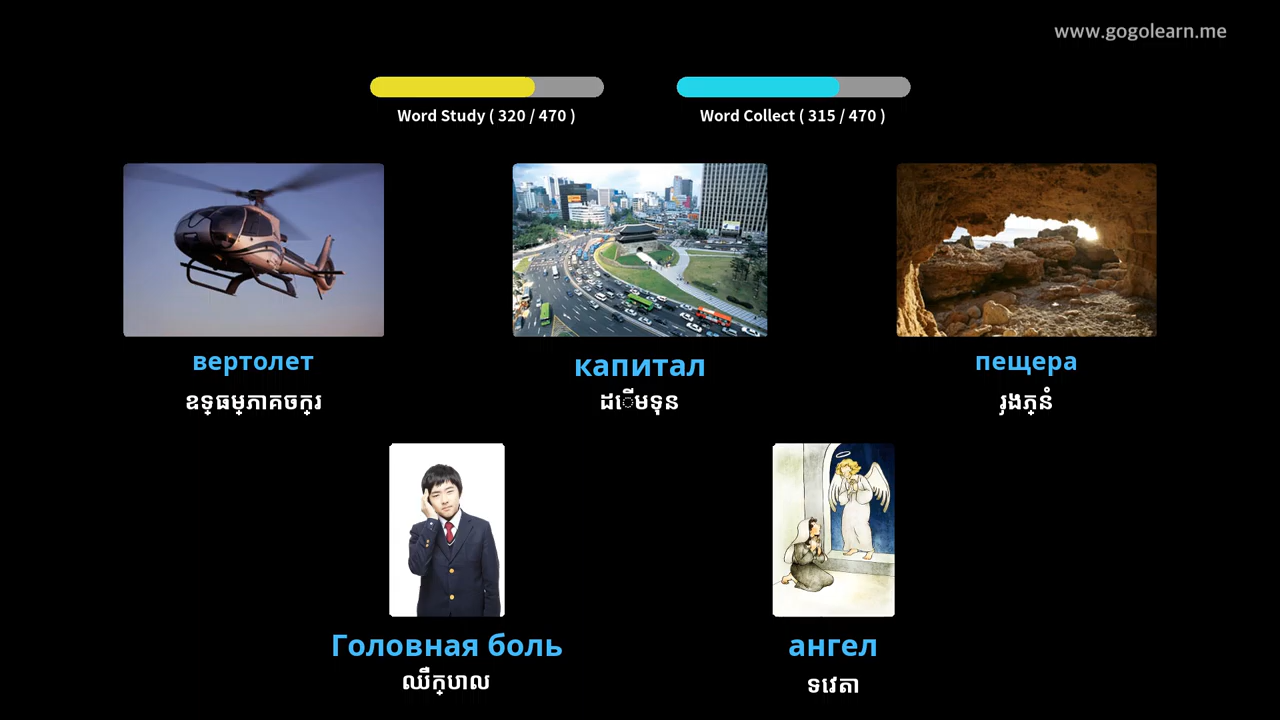 www.gogolearn.me
Word Study ( 320 / 470 )
Word Collect ( 315 / 470 )
вертолет
ឧទ្ធម្ភាគចក្រ
капитал
ដើមទុន
пещера
រូងភ្នំ
Головная боль
ឈឺក្បាល
ангел
ទេវតា